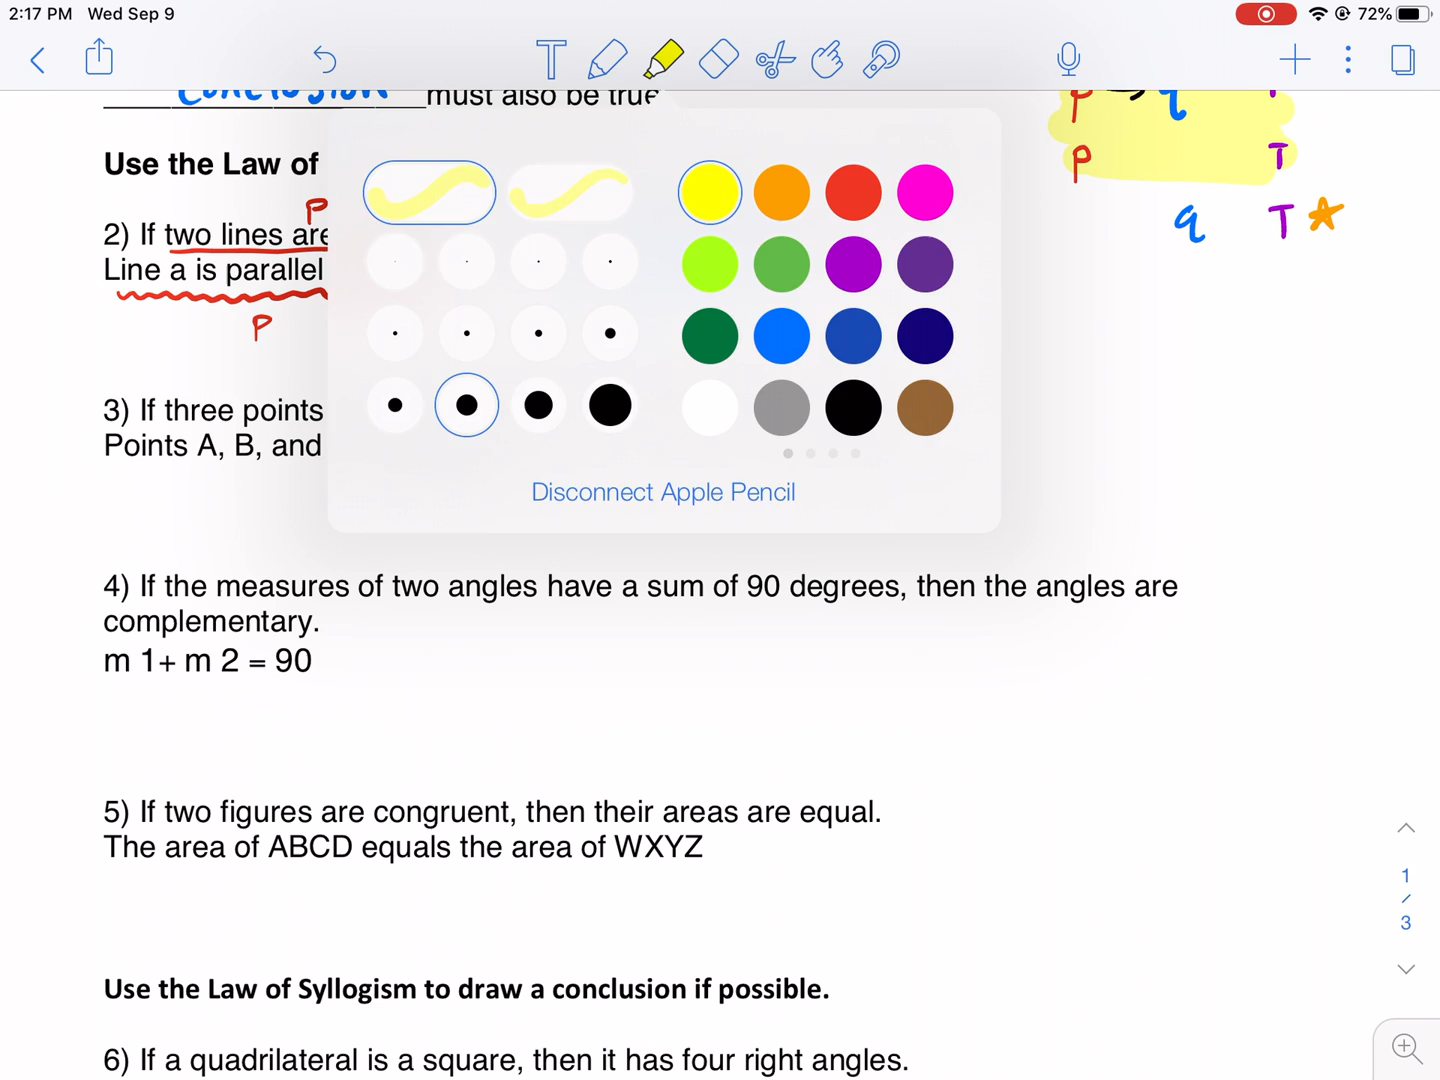 2:17 PM Wed Sep 9
72%
conclusion must also be true
P → q T
Use the Law of
P T
P
2) If two lines are
q T
Line a is parallel
P
3) If three points
Points A, B, and
Disconnect Apple Pencil
4) If the measures of two angles have a sum of 90 degrees, then the angles are
complementary.
m 1+ m 2 = 90
5) If two figures are congruent, then their areas are equal.
The area of ABCD equals the area of WXYZ
1
/
3
Use the Law of Syllogism to draw a conclusion if possible.
6) If a quadrilateral is a square, then it has four right angles.